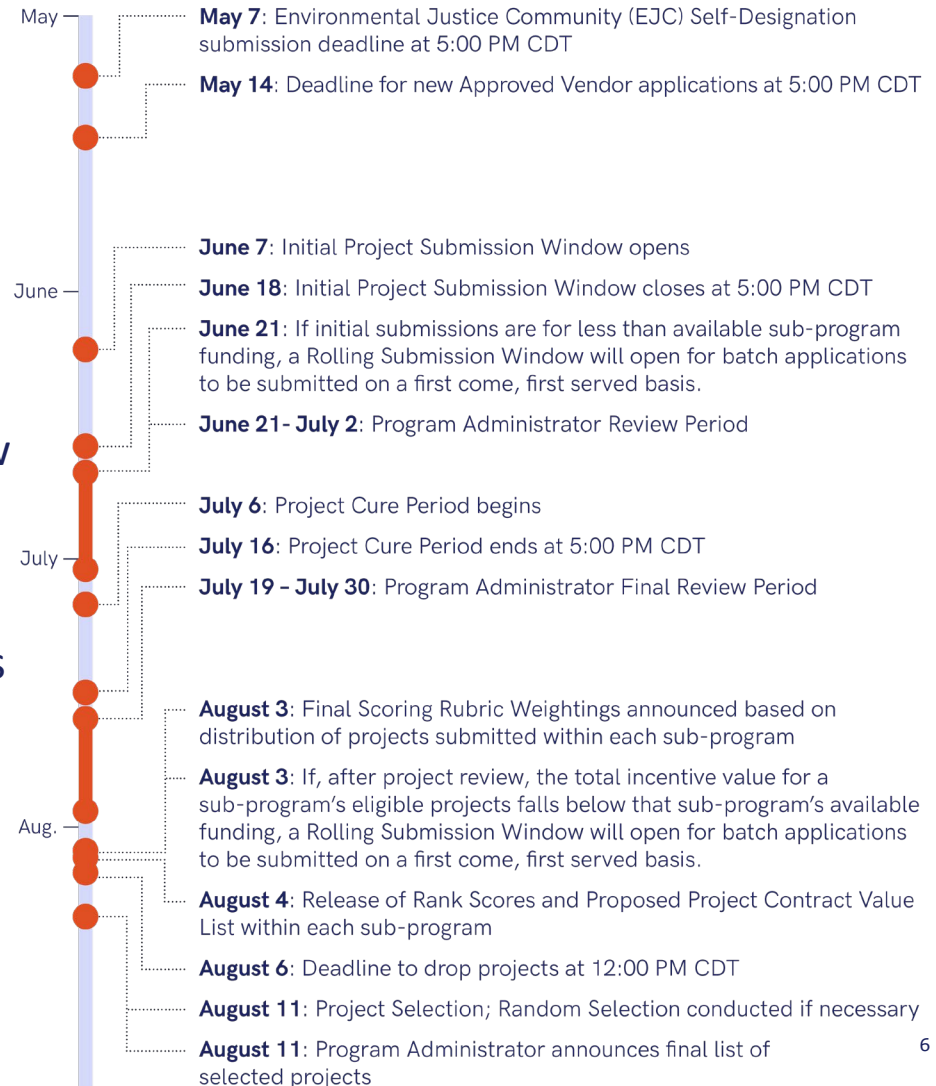 May
May 7: Environmental Justice Community (EJC) Self-Designation
submission deadline at 5:00 PM CDT
May 14: Deadline for new Approved Vendor applications at 5:00 PM CDT
June 7: Initial Project Submission Window opens
June
June 18: Initial Project Submission Window closes at 5:00 PM CDT
June 21: If initial submissions are for less than available sub-program
funding, a Rolling Submission Window will open for batch applications
to be submitted on a first come, first served basis.
June 21- July 2: Program Administrator Review Period
July 6: Project Cure Period begins
July
July 16: Project Cure Period ends at 5:00 PM CDT
July 19 – July 30: Program Administrator Final Review Period
August 3: Final Scoring Rubric Weightings announced based on
distribution of projects submitted within each sub-program
August 3: If, after project review, the total incentive value for a
sub-program's eligible projects falls below that sub-program's available
Aug.
funding, a Rolling Submission Window will open for batch applications
to be submitted on a first come, first served basis.
August 4: Release of Rank Scores and Proposed Project Contract Value
List within each sub-program
August 6: Deadline to drop projects at 12:00 PM CDT
August 11: Project Selection; Random Selection conducted if necessary
August 11: Program Administrator announces final list of
selected projects
6